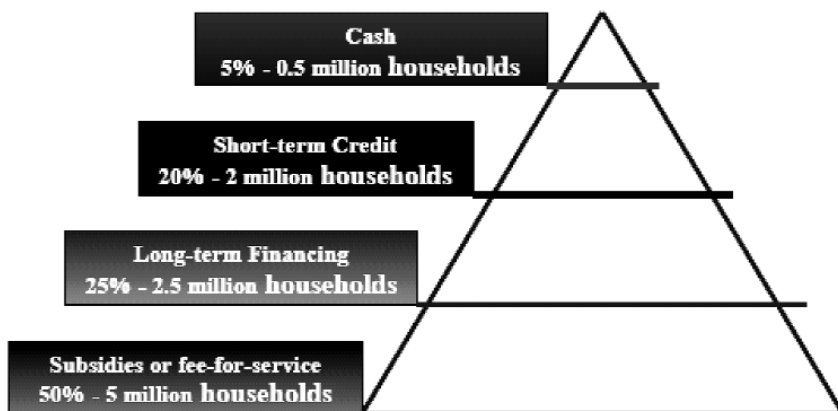 Cash
5% - 0.5 million households
Short-term Credit
20% - 2 million households
Long-term Financing
25% - 2.5 million households
Subsidies or fee-for-service
50% - 5 million households